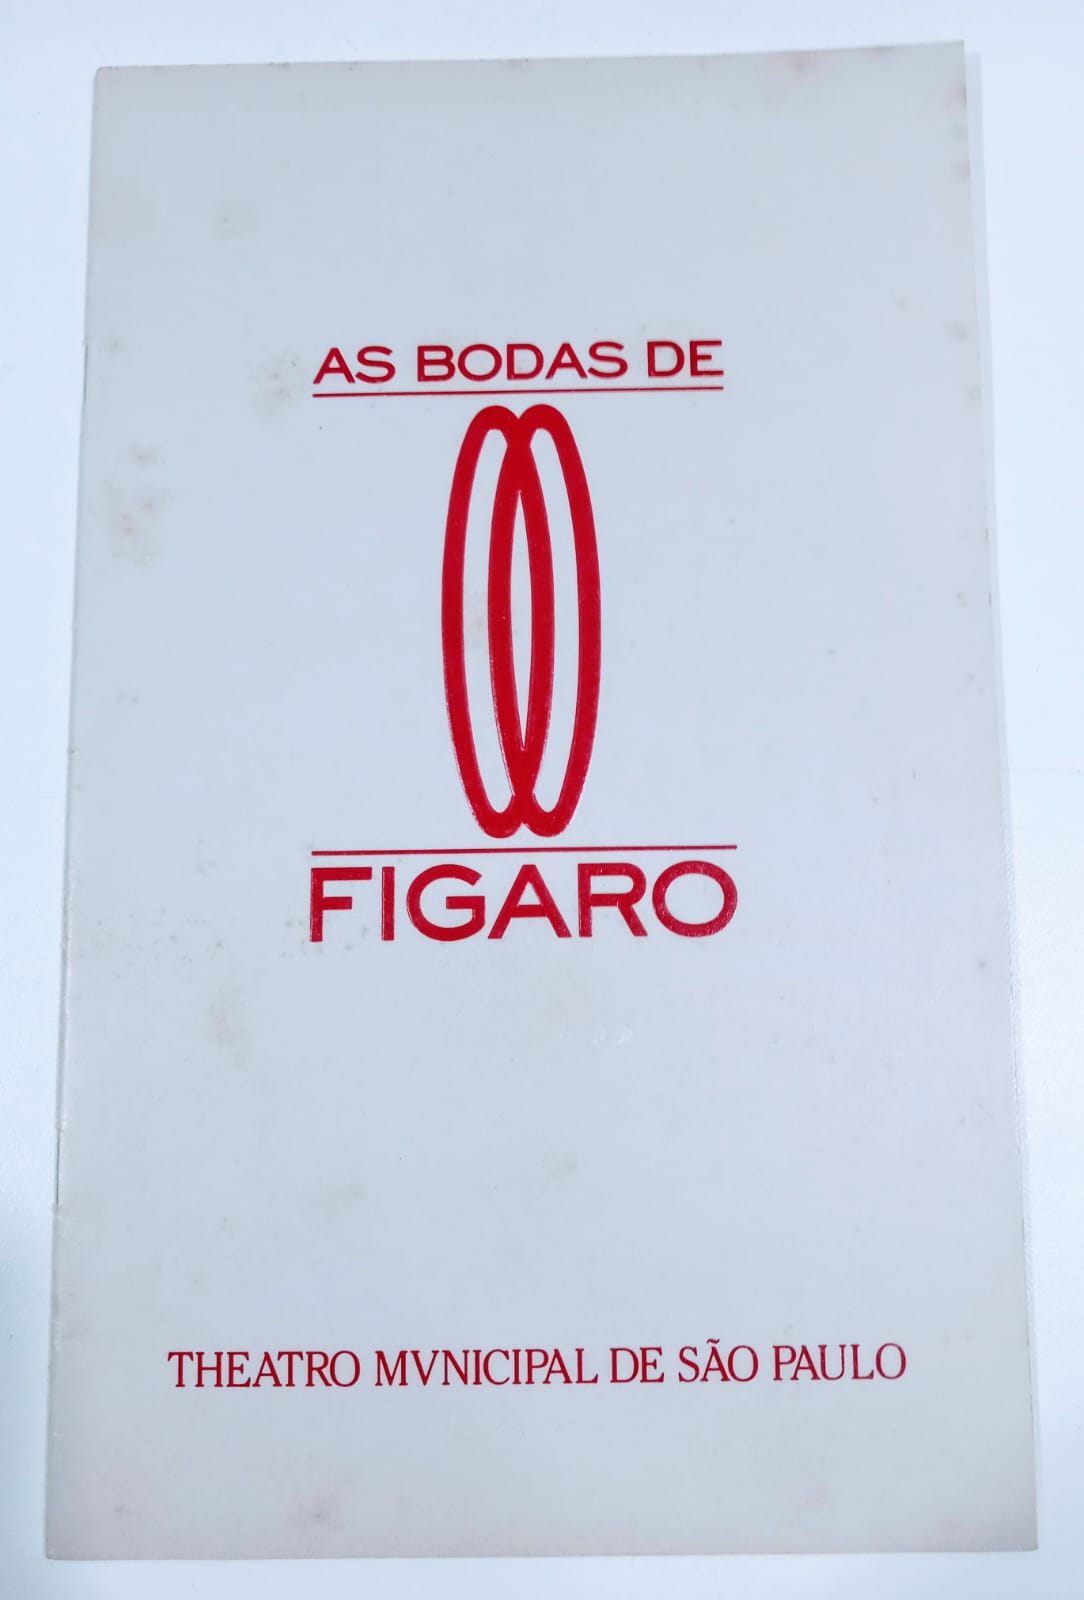 AS BODAS DE
FIGARO
THEATRO MVNICIPAL DE SÃO PAULO